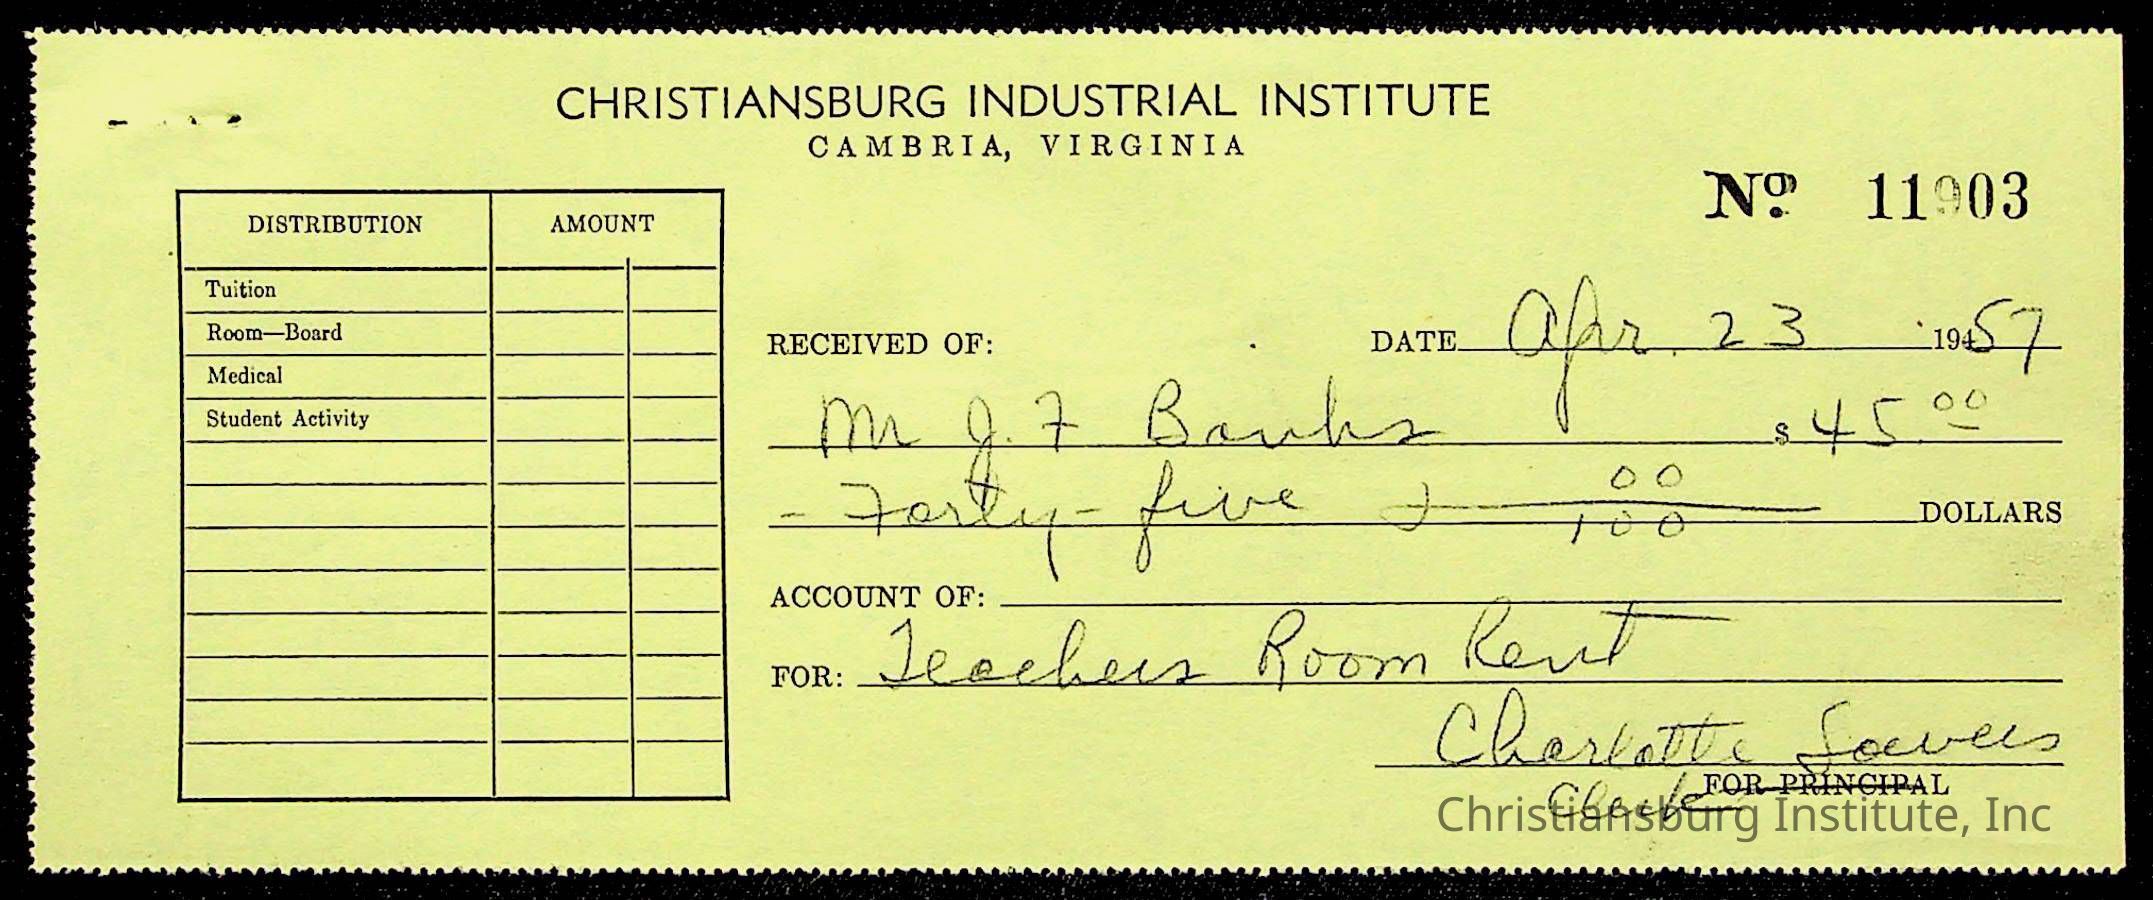 CHRISTIANSBURG INDUSTRIAL INSTITUTE
CAMBRIA, VIRGINIA
Nº 11903
DISTRIBUTION AMOUNT
Tuition
Room—Board
Medical
Student Activity
RECEIVED OF: DATE Apr. 23 19457
Mr J. F Banks $ 45.00
- Forty-five & 00/100 DOLLARS
ACCOUNT OF:
FOR: Teachers Room Rent
Charlotte
FOR PRINCIPAL
Clerk
Christiansburg Institute, Inc